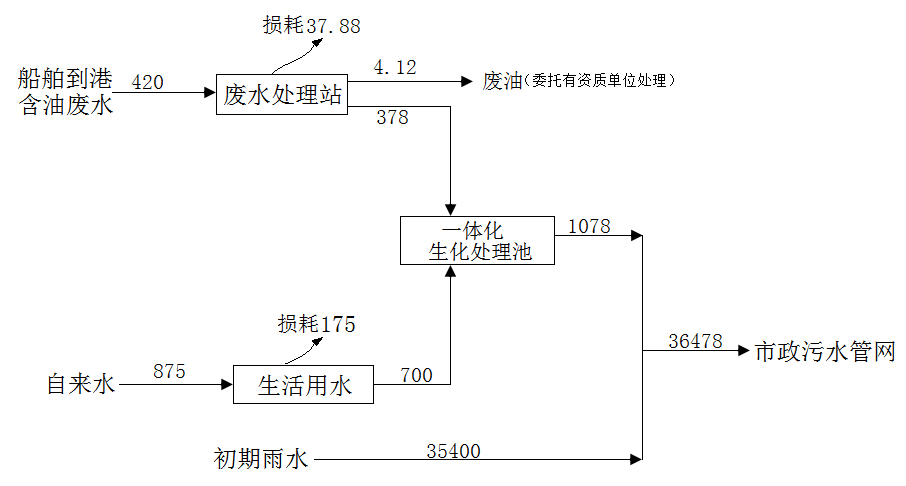 损耗37.88
船舶到港
含油废水
420
废水处理站
4.12
废油(委托有资质单位处理)
378
一体化
生化处理池
1078
损耗175
36478
市政污水管网
自来水
875
生活用水
700
初期雨水
35400